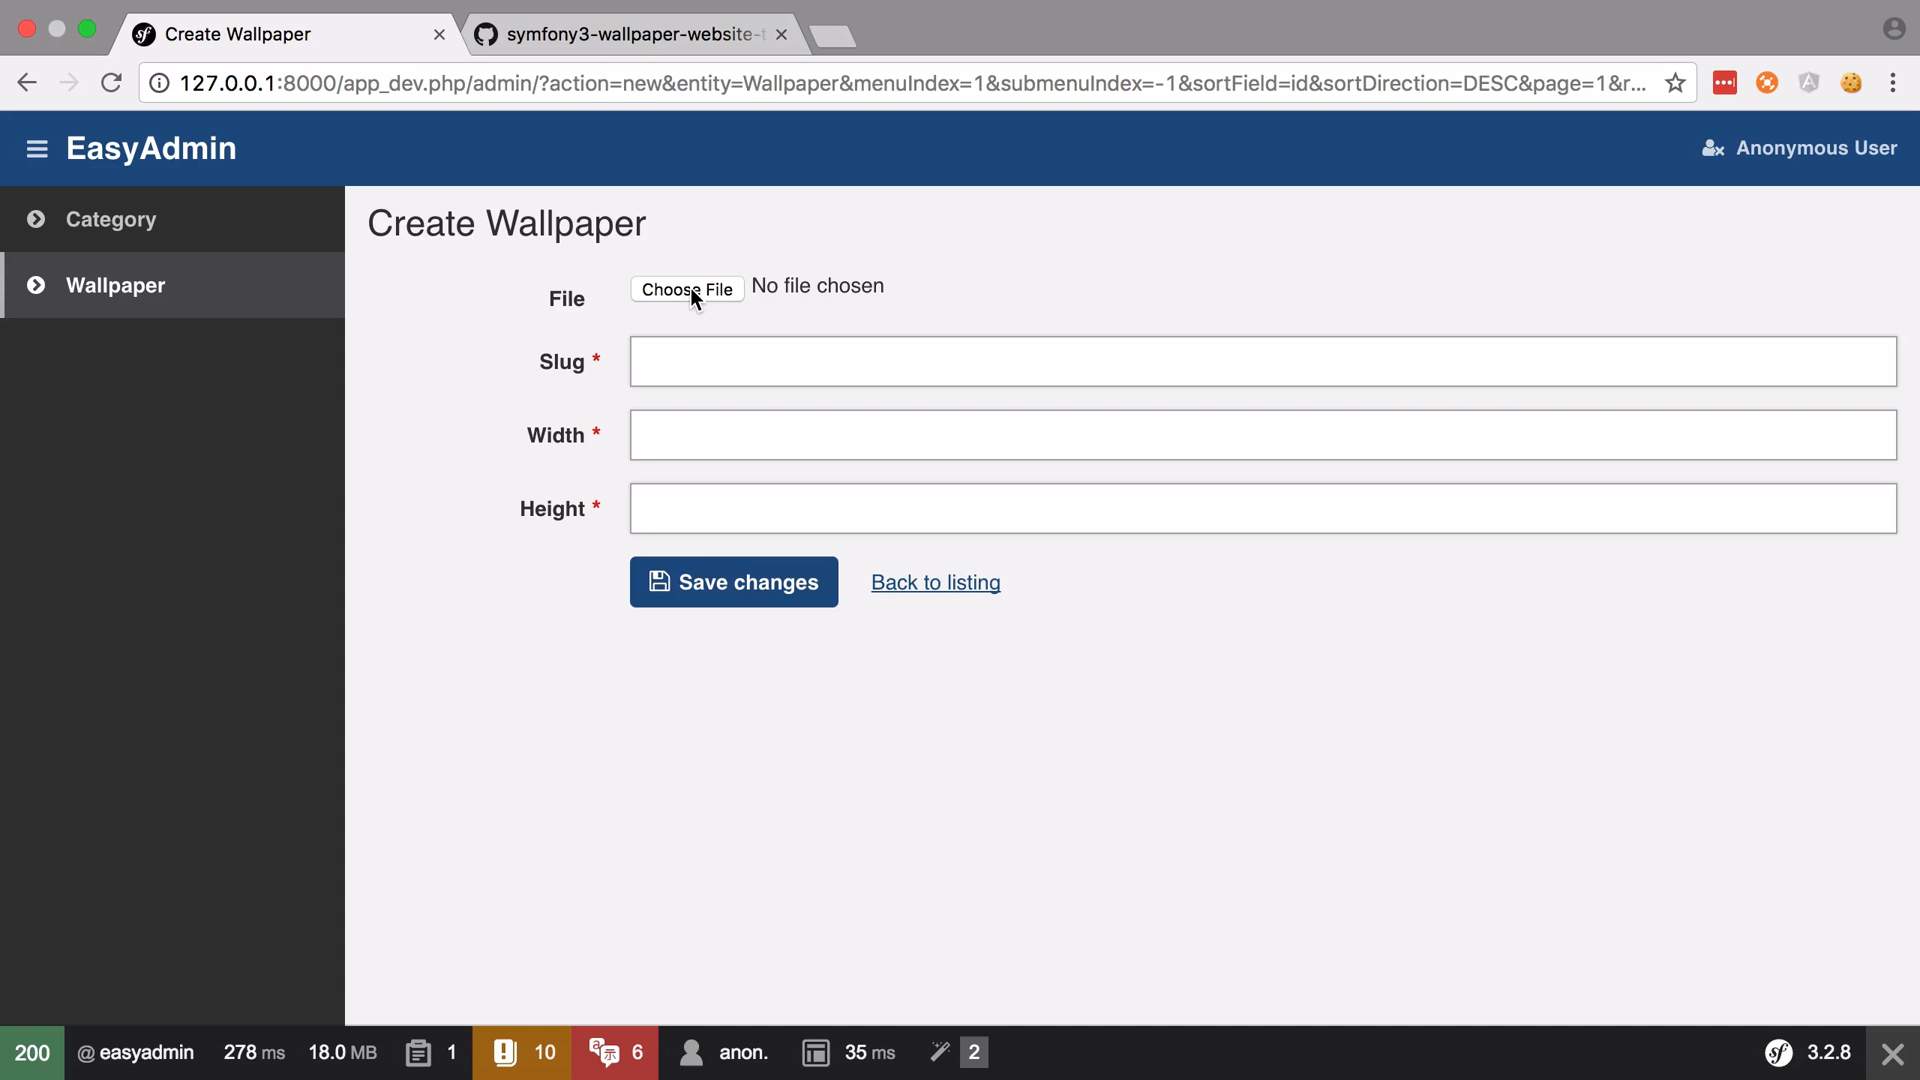 Create Wallpaper
symfony3-wallpaper-website-t
127.0.0.1:8000/app_dev.php/admin/?action=new&entity=Wallpaper&menuIndex=1&submenuIndex=-1&sortField=id&sortDirection=DESC&page=1&r...
EasyAdmin
Anonymous User
Category
Wallpaper
Create Wallpaper
File
Choose File No file chosen
Slug *
Width *
Height *
Save changes
Back to listing
200 @ easyadmin 278 ms 18.0 MB 1 10 6 anon. 35 ms 2 3.2.8